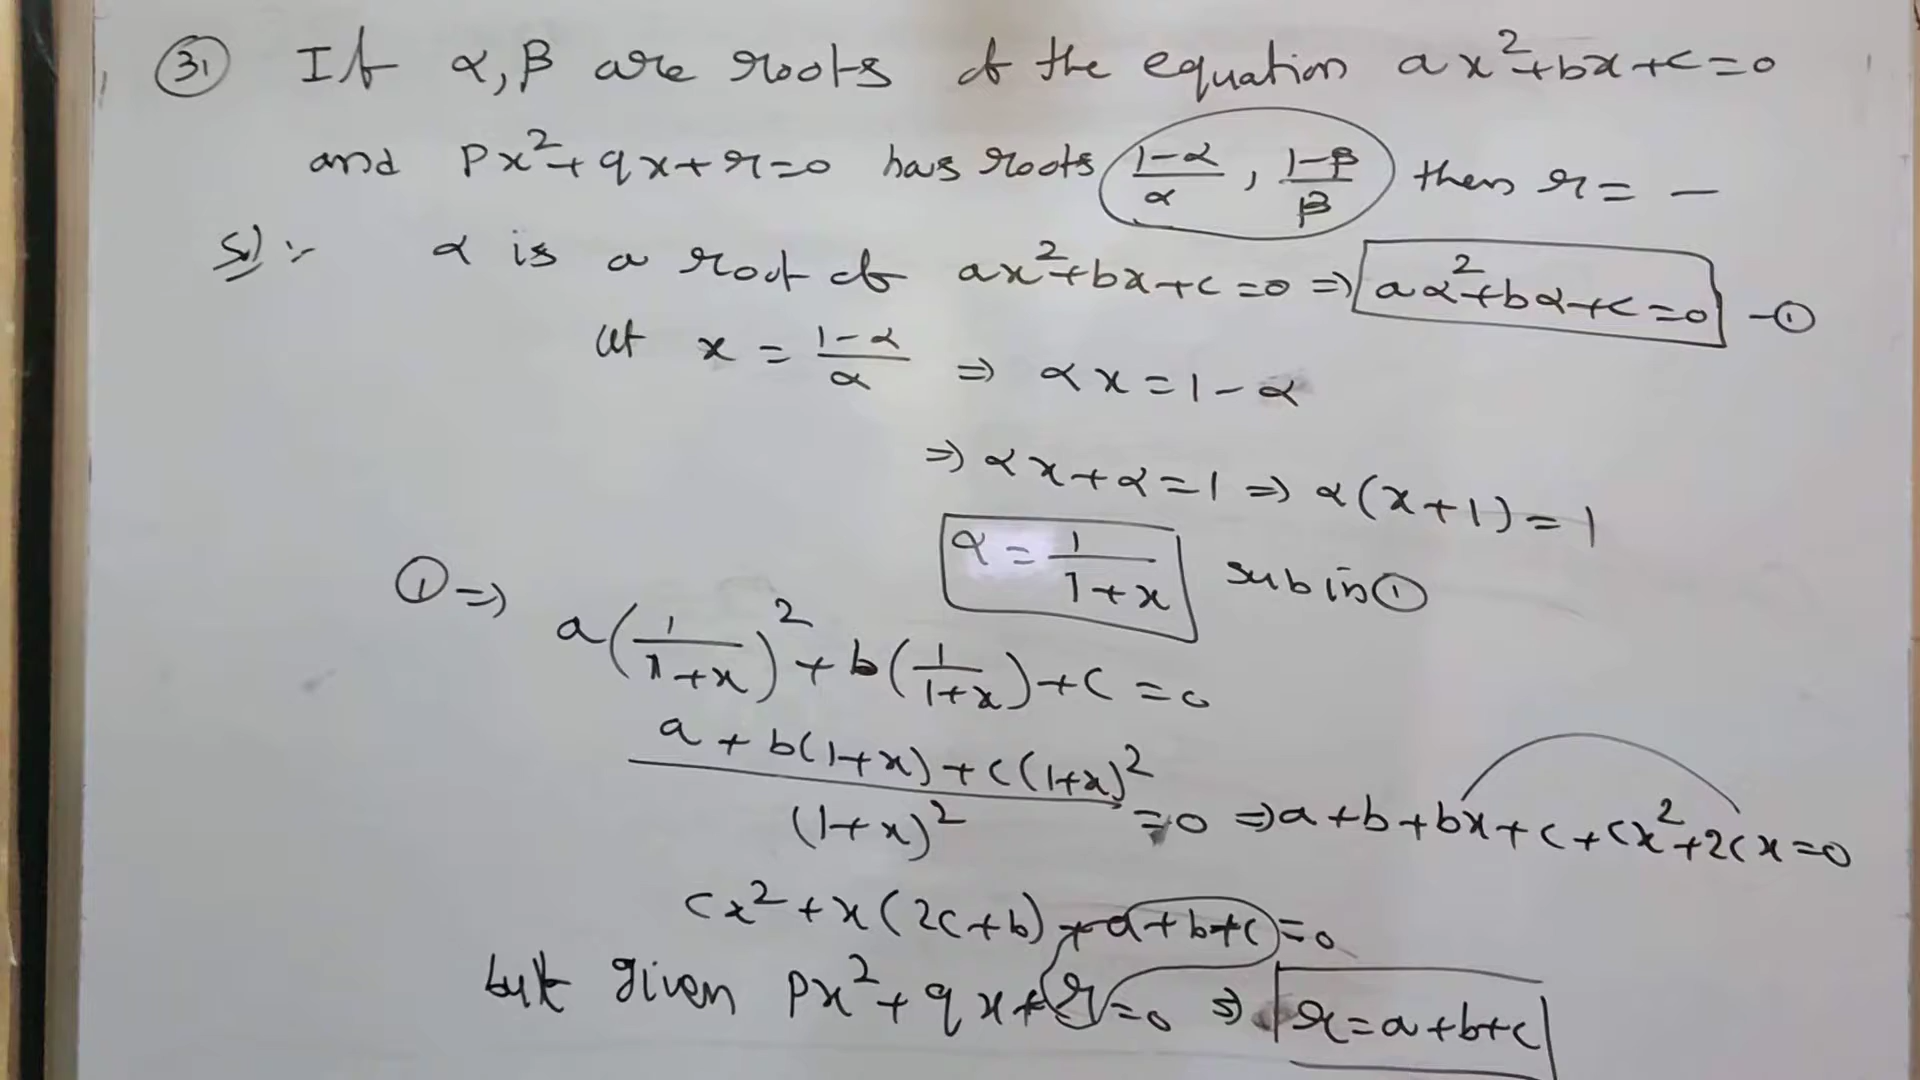 31 If α, β are roots of the equation ax²+bx+c=0
and px²+qx+r=0 has roots (1-α)/α, (1-β)/β then r= —
Sol:- α is a root of ax²+bx+c=0 ⇒ aα²+bα+c=0 —①
let x = (1-α)/α ⇒ αx=1-α
⇒ αx+α=1 ⇒ α(x+1)=1
α = 1/(1+x) sub in ①
① ⇒ a(1/(1+x))²+b(1/(1+x))+c=0
(a+b(1+x)+c(1+x)²)/(1+x)² =0 ⇒ a+b+bx+c+cx²+2cx=0
cx²+x(2c+b)+a+b+c=0
but given px²+qx+r=0 ⇒ r=a+b+c